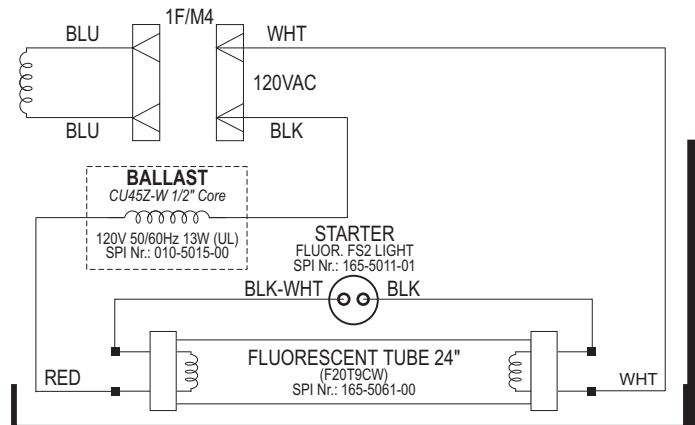 1F/M4
BLU
WHT
120VAC
BLU
BLK
BALLAST
CU45Z-W 1/2" Core
120V 50/60Hz 13W (UL)
SPI Nr.: 010-5015-00
STARTER
FLUOR. FS2 LIGHT
SPI Nr.: 165-5011-01
BLK-WHT
BLK
FLUORESCENT TUBE 24"
(F20T9CW)
SPI Nr.: 165-5061-00
RED
WHT